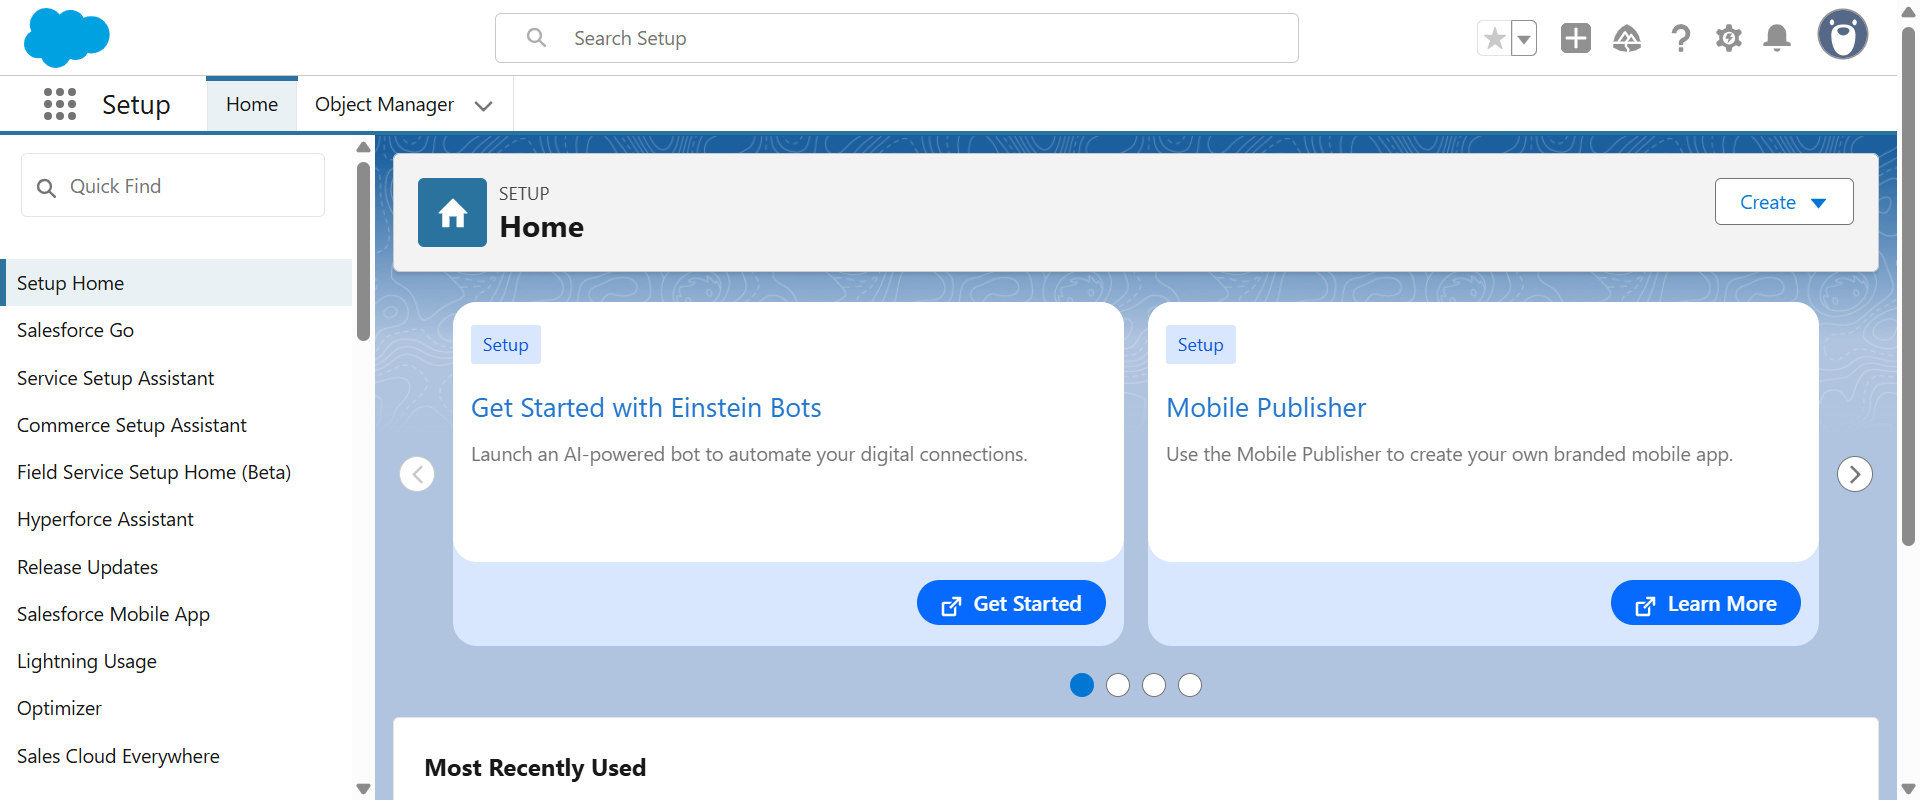 Search Setup
Setup
Home
Object Manager
Quick Find
Setup Home
Salesforce Go
Service Setup Assistant
Commerce Setup Assistant
Field Service Setup Home (Beta)
Hyperforce Assistant
Release Updates
Salesforce Mobile App
Lightning Usage
Optimizer
Sales Cloud Everywhere
SETUP
Home
Create
Setup
Get Started with Einstein Bots
Launch an AI-powered bot to automate your digital connections.
Get Started
Setup
Mobile Publisher
Use the Mobile Publisher to create your own branded mobile app.
Learn More
Most Recently Used